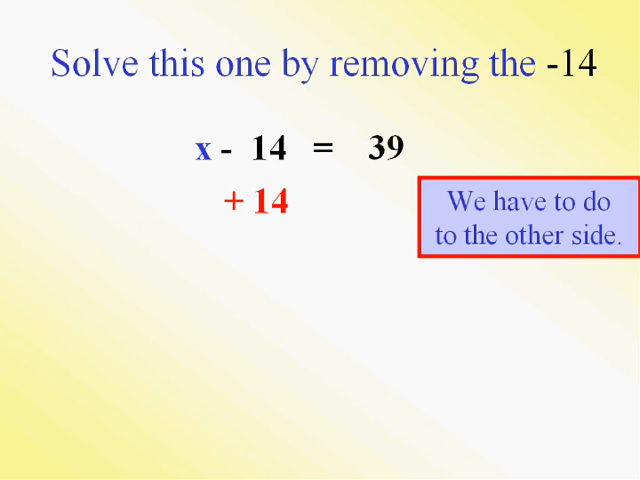 Solve this one by removing the -14
x - 14 = 39
+ 14
We have to do
to the other side.